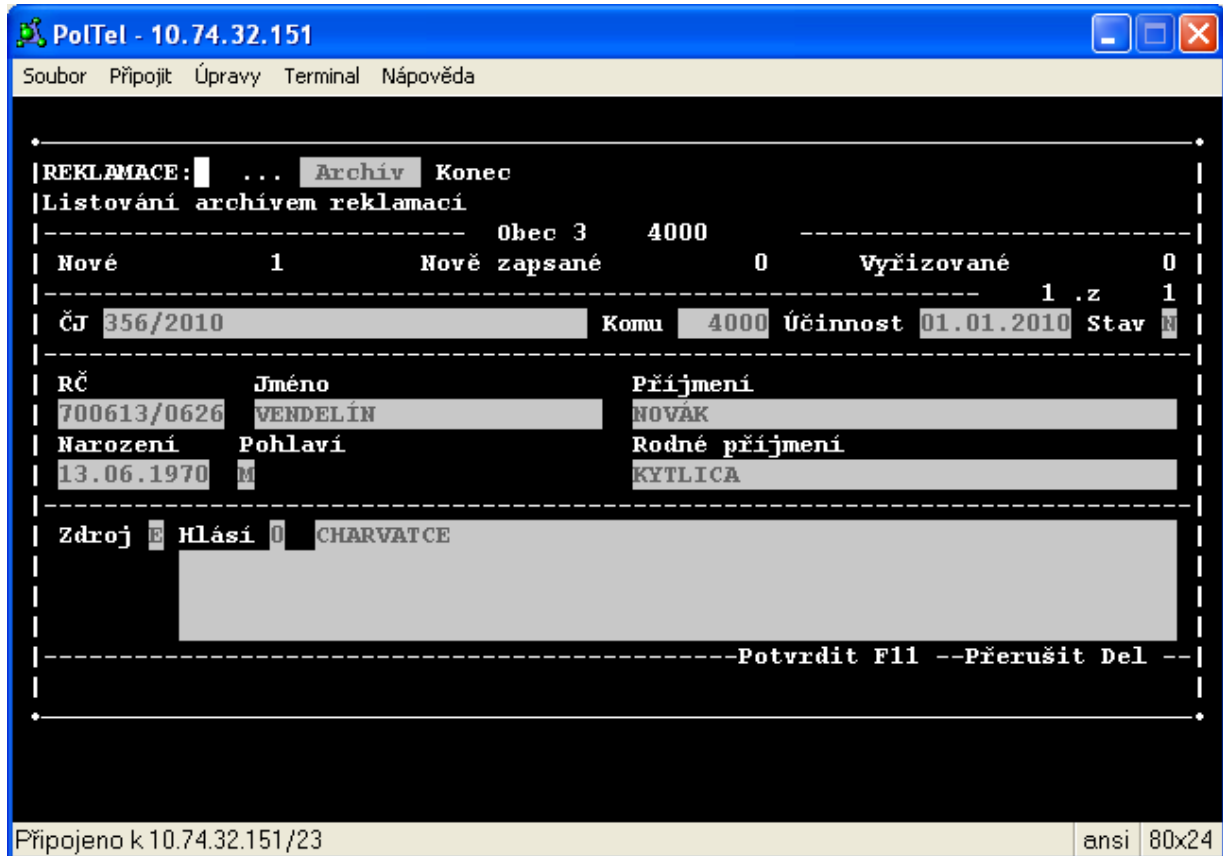 PolTel - 10.74.32.151
Soubor Připojit Úpravy Terminal Nápověda
REKLAMACE: ... Archív Konec
Listování archívem reklamací
Obec 3 4000
Nové 1 Nově zapsané 0 Vyřizované 0
1 .z 1
ČJ 356/2010 Komu 4000 Účinnost 01.01.2010 Stav N
RČ Jméno Příjmení
700613/0626 VENDELÍN NOVÁK
Narození Pohlaví Rodné příjmení
13.06.1970 M KYTLICA
Zdroj E Hlásí O CHARVATCE
Potvrdit F11 --Přerušit Del --
Připojeno k 10.74.32.151/23 ansi 80x24